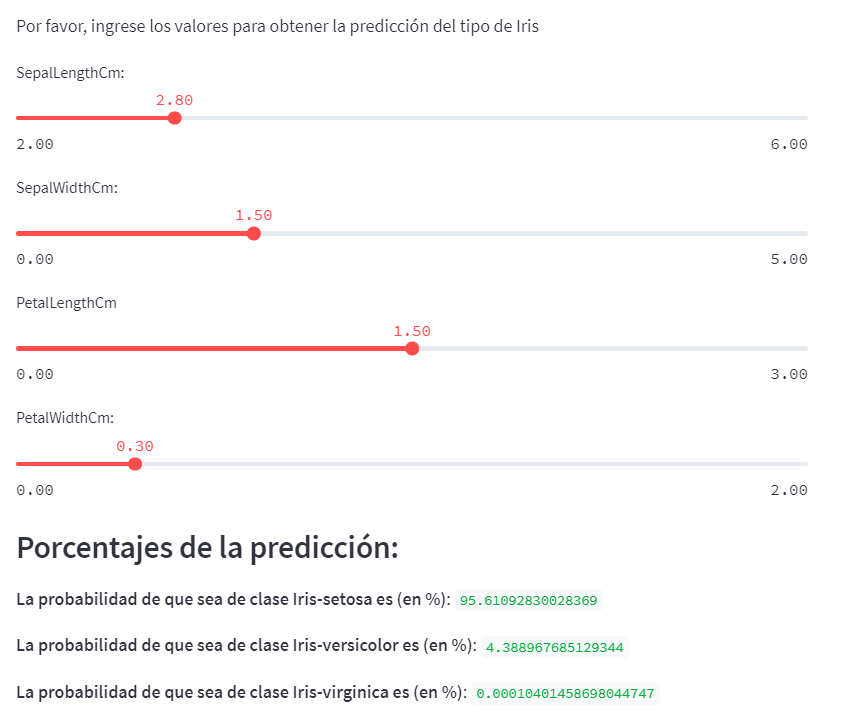 Por favor, ingrese los valores para obtener la predicción del tipo de Iris
SepalLengthCm:
2.80
2.00 6.00
SepalWidthCm:
1.50
0.00 5.00
PetalLengthCm
1.50
0.00 3.00
PetalWidthCm:
0.30
0.00 2.00
Porcentajes de la predicción:
La probabilidad de que sea de clase Iris-setosa es (en %): 95.61092830028369
La probabilidad de que sea de clase Iris-versicolor es (en %): 4.388967685129344
La probabilidad de que sea de clase Iris-virginica es (en %): 0.00010401458698044747